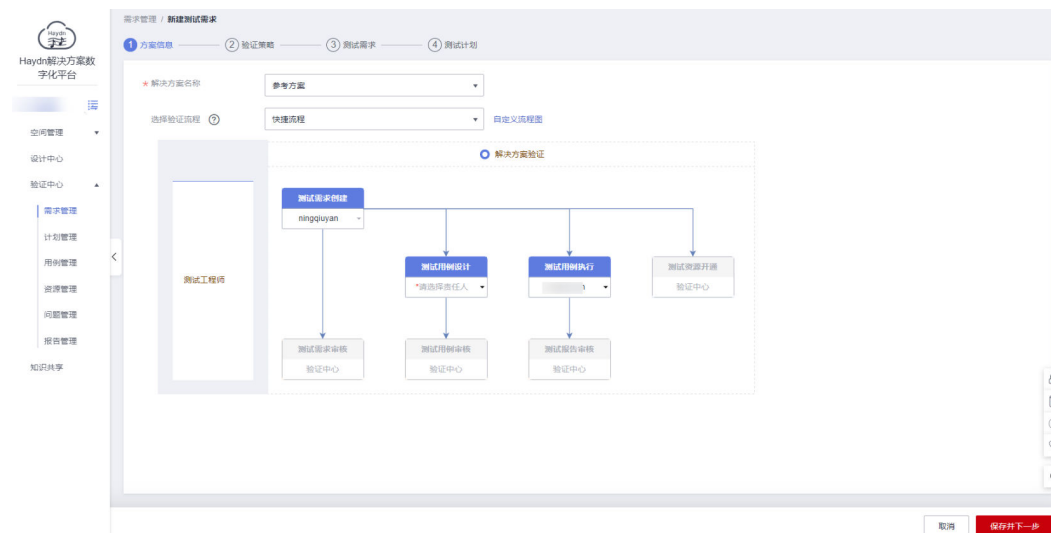 需求管理 / 新建测试需求
Haydn
Haydn解决方案数
字化平台
1 方案信息
2 验证策略
3 测试需求
4 测试计划
* 解决方案名称
参考方案
选择验证流程 ?
快捷流程
自定义流程图
空间管理
设计中心
验证中心
需求管理
计划管理
用例管理
资源管理
问题管理
报告管理
知识共享
解决方案验证
测试工程师
测试需求创建
ningqiuyan
测试用例设计
*请选择责任人
测试用例执行
测试资源开通
验证中心
测试需求审核
验证中心
测试用例审核
验证中心
测试报告审核
验证中心
取消
保存并下一步